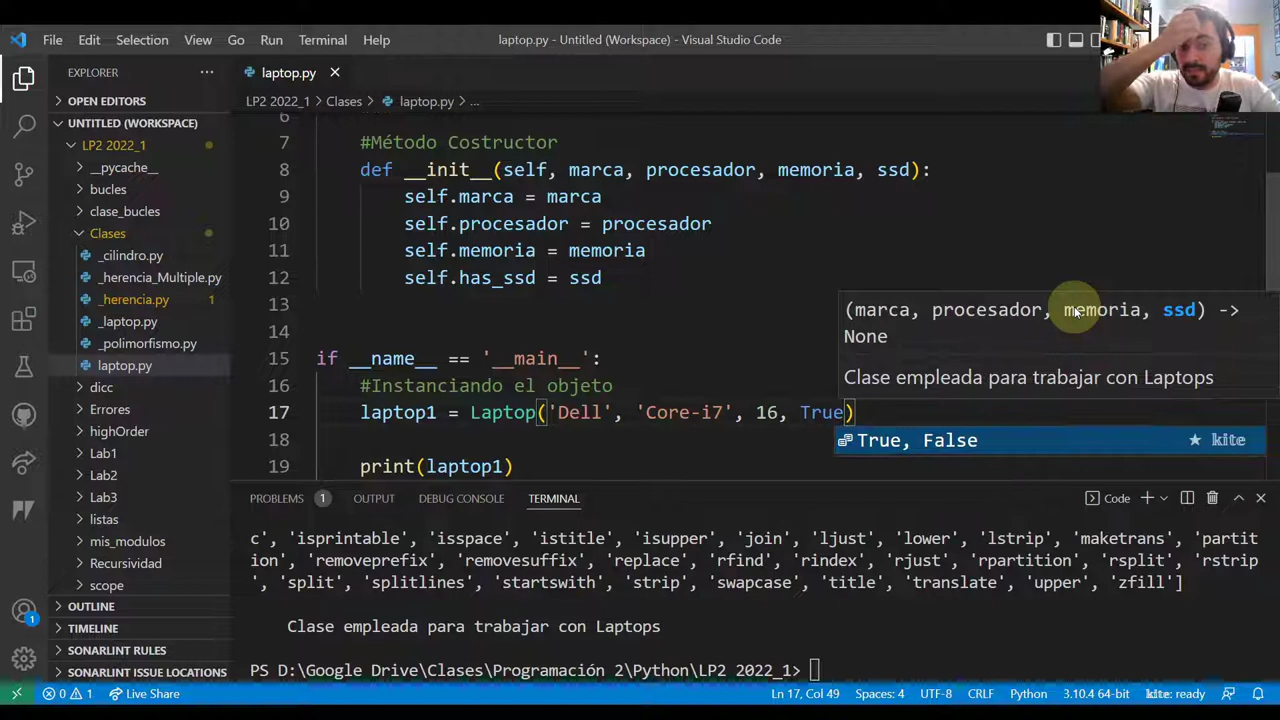 File Edit Selection View Go Run Terminal Help
laptop.py - Untitled (Workspace) - Visual Studio Code
EXPLORER
OPEN EDITORS
UNTITLED (WORKSPACE)
LP2 2022_1
__pycache__
bucles
clase_bucles
Clases
_cilindro.py
_herencia_Multiple.py
_herencia.py 1
_laptop.py
_polimorfismo.py
laptop.py
dicc
Errores
highOrder
Lab1
Lab2
Lab3
listas
mis_modulos
Recursividad
scope
OUTLINE
TIMELINE
SONARLINT RULES
SONARLINT ISSUE LOCATIONS
laptop.py
LP2 2022_1 > Clases > laptop.py > ...
6
7 #Método Costructor
8 def __init__(self, marca, procesador, memoria, ssd):
9 self.marca = marca
10 self.procesador = procesador
11 self.memoria = memoria
12 self.has_ssd = ssd
13
14
15 if __name__ == '__main__':
16 #Instanciando el objeto
17 laptop1 = Laptop('Dell', 'Core-i7', 16, True)
18
19 print(laptop1)
(marca, procesador, memoria, ssd) ->
None
Clase empleada para trabajar con Laptops
True, False ★ kite
PROBLEMS 1 OUTPUT DEBUG CONSOLE TERMINAL Code
c', 'isprintable', 'isspace', 'istitle', 'isupper', 'join', 'ljust', 'lower', 'lstrip', 'maketrans', 'partit
ion', 'removeprefix', 'removesuffix', 'replace', 'rfind', 'rindex', 'rjust', 'rpartition', 'rsplit', 'rstrip
', 'split', 'splitlines', 'startswith', 'strip', 'swapcase', 'title', 'translate', 'upper', 'zfill']
Clase empleada para trabajar con Laptops
PS D:\Google Drive\Clases\Programación 2\Python\LP2 2022_1>
1
0 1 Live Share Ln 17, Col 49 Spaces: 4 UTF-8 CRLF Python 3.10.4 64-bit kite: ready